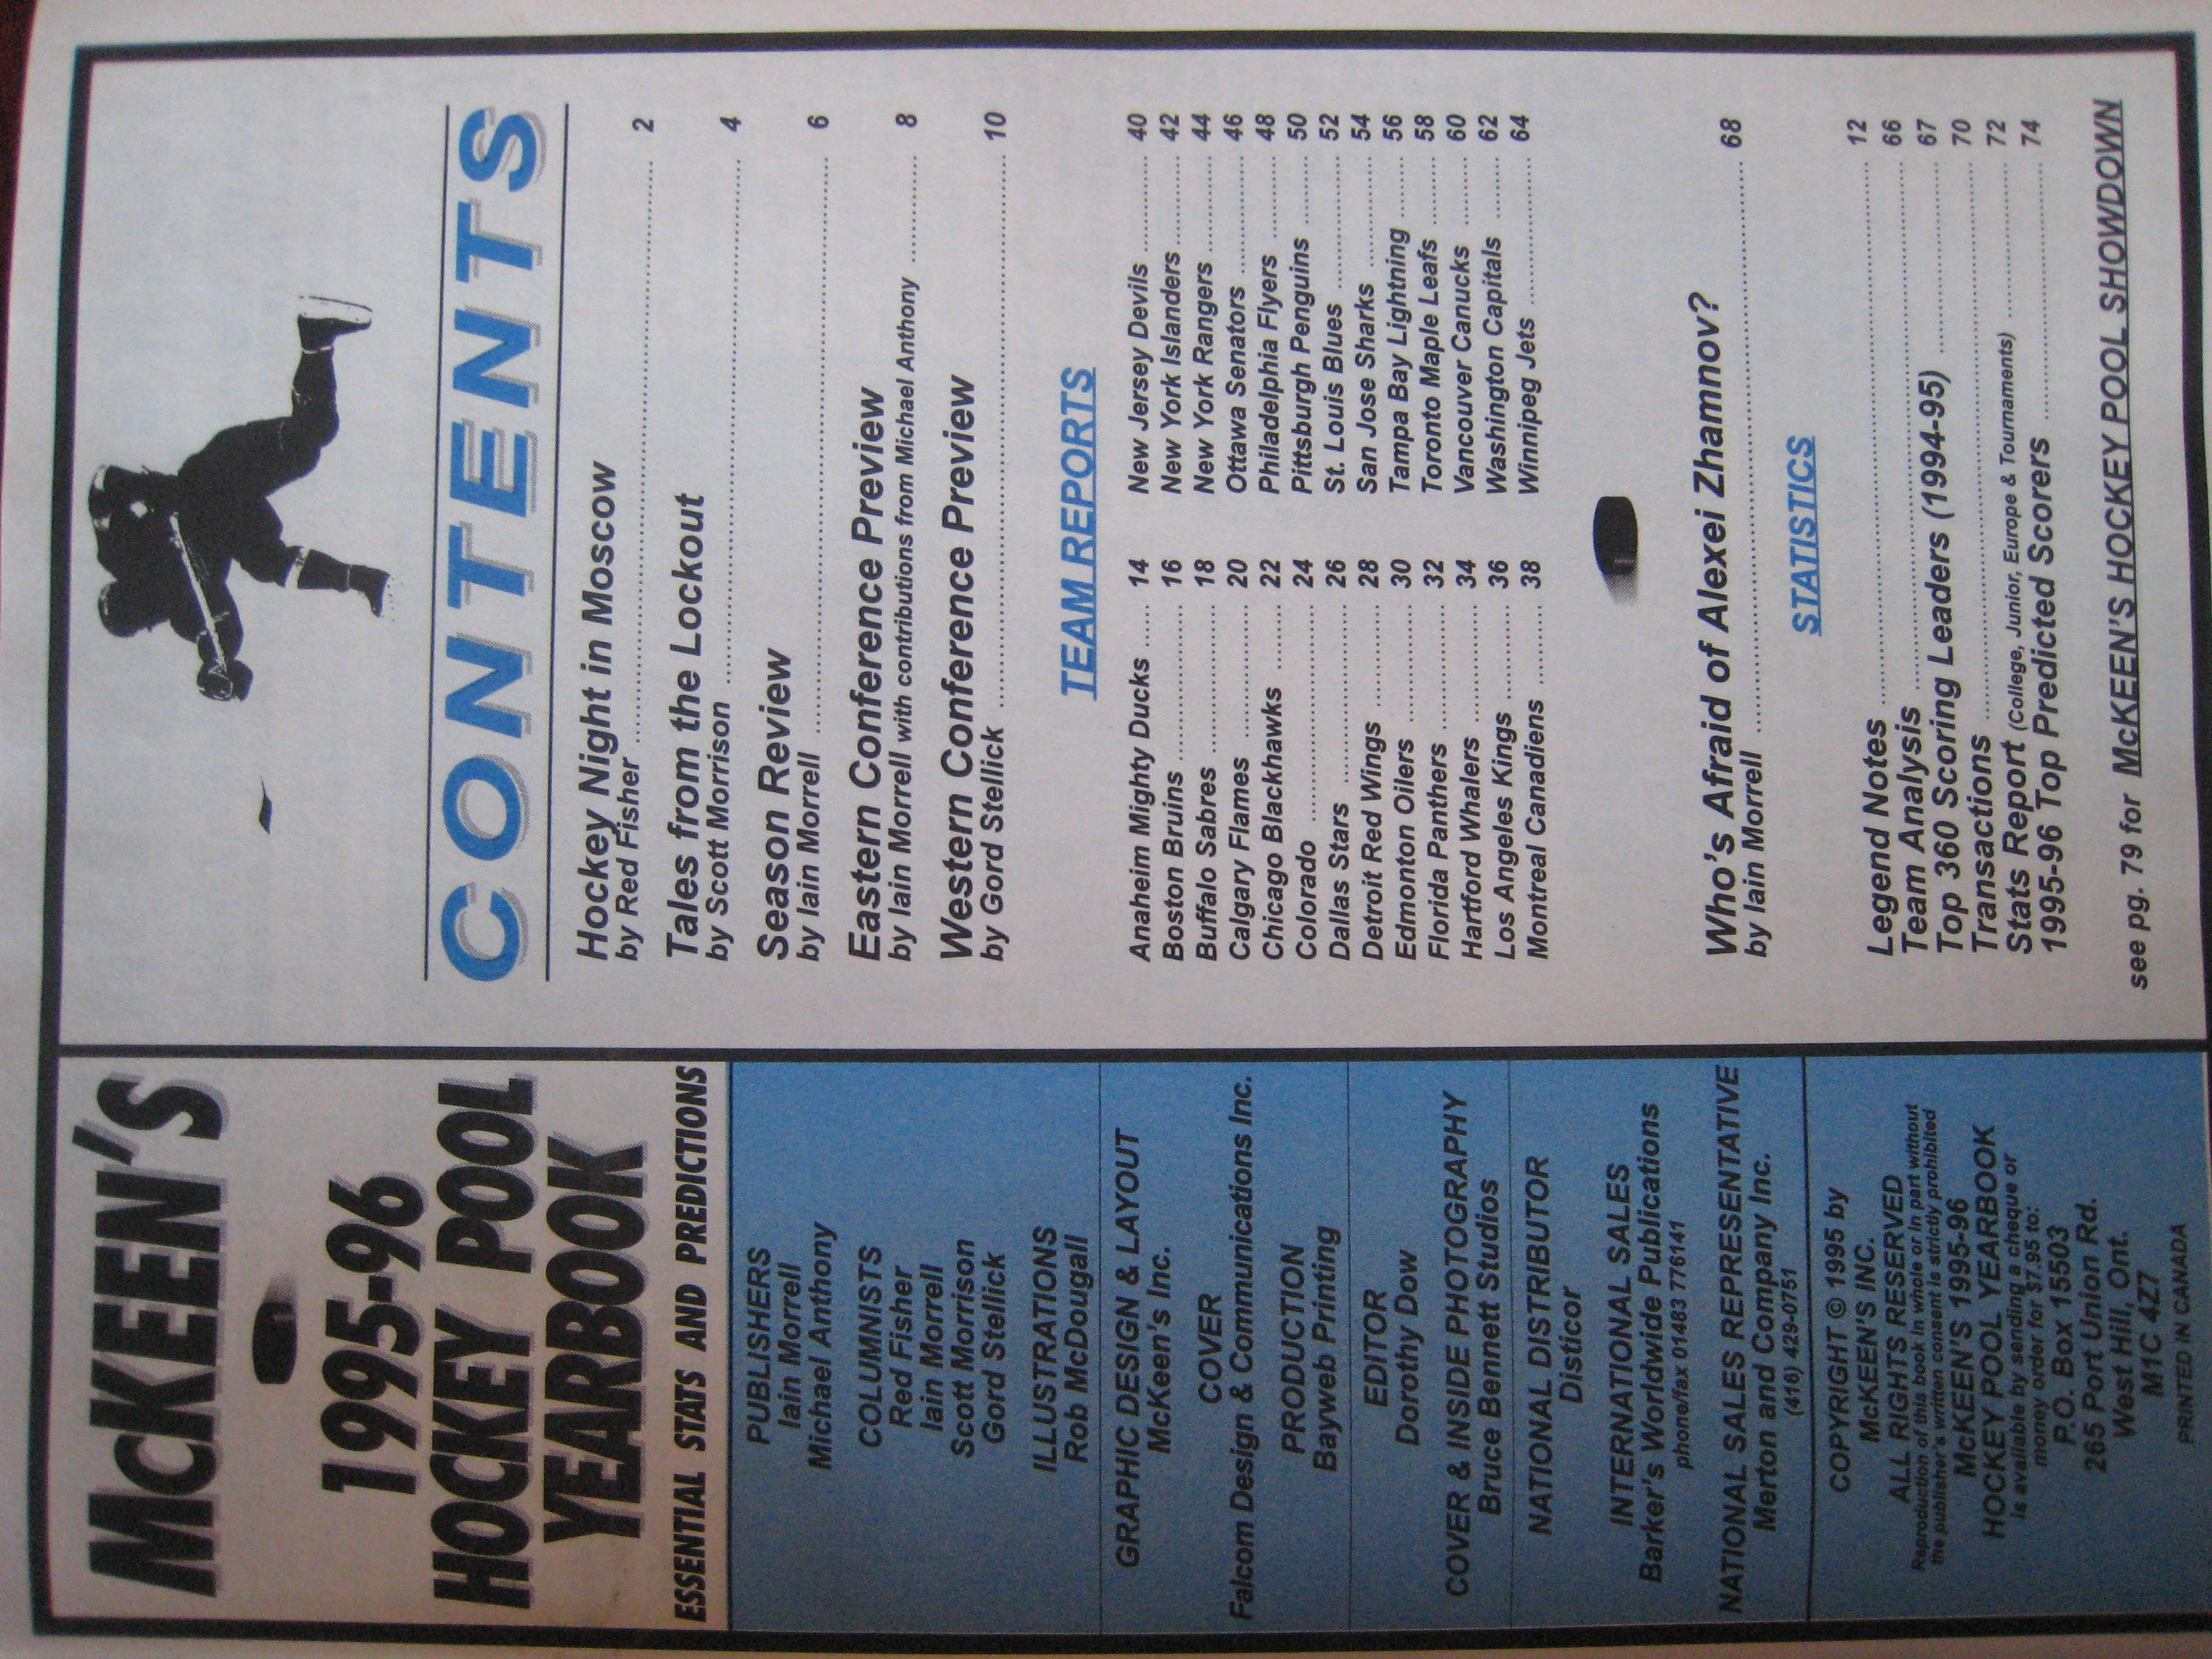 McKEEN'S
1995-96
HOCKEY POOL
YEARBOOK
ESSENTIAL STATS AND PREDICTIONS
PUBLISHERS
Iain Morrell
Michael Anthony
COLUMNISTS
Red Fisher
Iain Morrell
Scott Morrison
Gord Stellick
ILLUSTRATIONS
Rob McDougall
GRAPHIC DESIGN & LAYOUT
McKeen's Inc.
COVER
Falcom Design & Communications Inc.
PRODUCTION
Bayweb Printing
EDITOR
Dorothy Dow
COVER & INSIDE PHOTOGRAPHY
Bruce Bennett Studios
NATIONAL DISTRIBUTOR
Disticor
INTERNATIONAL SALES
Barker's Worldwide Publications
phone/fax 01483 7776141
NATIONAL SALES REPRESENTATIVE
Merton and Company Inc.
(416) 429-0751
COPYRIGHT © 1995 by
McKEEN'S INC.
ALL RIGHTS RESERVED
Reproduction of this book in whole or in part without
the publisher's written consent is strictly prohibited
McKEEN'S 1995-96
HOCKEY POOL YEARBOOK
is available by sending a cheque or
money order for $7.95 to:
P.O. Box 15503
265 Port Union Rd.
West Hill, Ont.
M1C 4Z7
PRINTED IN CANADA
CONTENTS
Hockey Night in Moscow
by Red Fisher ........ 2
Tales from the Lockout
by Scott Morrison ........ 4
Season Review
by Iain Morrell ........ 6
Eastern Conference Preview
by Iain Morrell with contributions from Michael Anthony ........ 8
Western Conference Preview
by Gord Stellick ........ 10
TEAM REPORTS
Anaheim Mighty Ducks ...... 14
Boston Bruins ........ 16
Buffalo Sabres ........ 18
Calgary Flames ........ 20
Chicago Blackhawks ........ 22
Colorado ........ 24
Dallas Stars ........ 26
Detroit Red Wings ........ 28
Edmonton Oilers ........ 30
Florida Panthers ........ 32
Hartford Whalers ........ 34
Los Angeles Kings ........ 36
Montreal Canadiens ........ 38
New Jersey Devils ........ 40
New York Islanders ........ 42
New York Rangers ........ 44
Ottawa Senators ........ 46
Philadelphia Flyers ........ 48
Pittsburgh Penguins ........ 50
St. Louis Blues ........ 52
San Jose Sharks ........ 54
Tampa Bay Lightning ........ 56
Toronto Maple Leafs ........ 58
Vancouver Canucks ........ 60
Washington Capitals ........ 62
Winnipeg Jets ........ 64
Who's Afraid of Alexei Zhamnov?
by Iain Morrell ........ 68
STATISTICS
Legend Notes ........ 12
Team Analysis ........ 66
Top 360 Scoring Leaders (1994-95) ........ 67
Transactions ........ 70
Stats Report (College, Junior, Europe & Tournaments) ........ 72
1995-96 Top Predicted Scorers ........ 74
see pg. 79 for McKEEN'S HOCKEY POOL SHOWDOWN